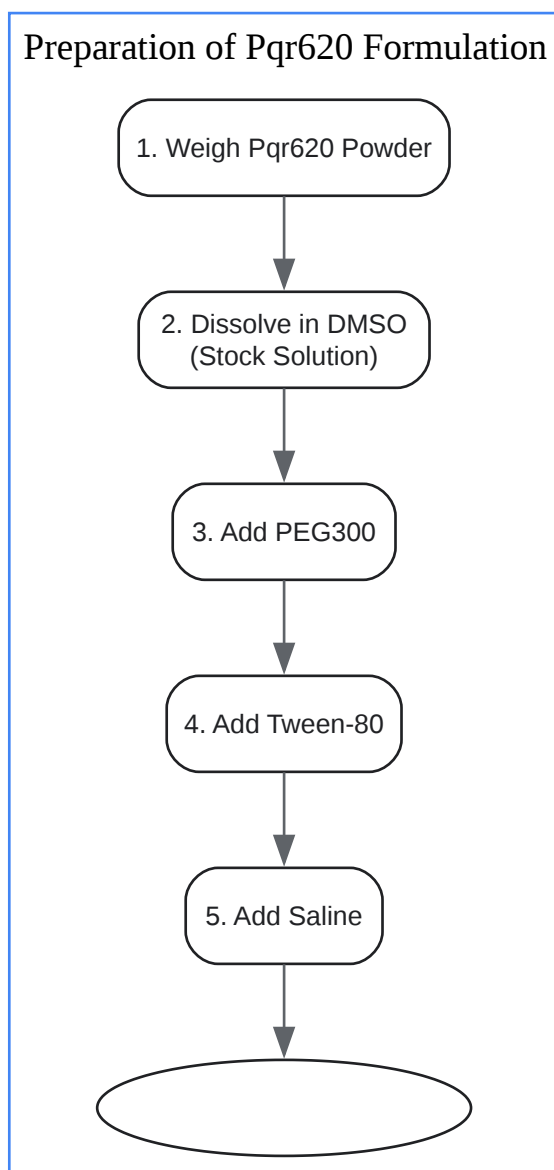 Preparation of Pqr620 Formulation
1. Weigh Pqr620 Powder
2. Dissolve in DMSO
(Stock Solution)
3. Add PEG300
4. Add Tween-80
5. Add Saline